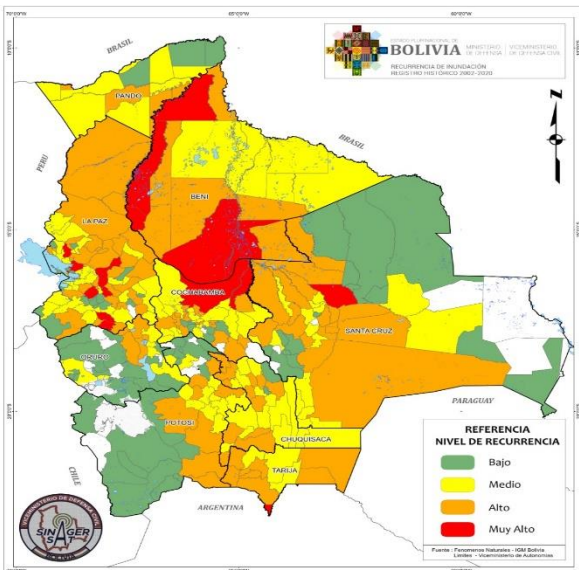 ESTADO PLURINACIONAL DE
BOLIVIA
MINISTERIO DE DEFENSA
VICEMINISTERIO DE DEFENSA CIVIL
RECURRENCIA DE INUNDACIÓN
REGISTRO HISTÓRICO 2002-2020
BRASIL
PANDO
BRASIL
PERU
BENI
LA PAZ
COCHABAMBA
SANTA CRUZ
ORURO
PARAGUAY
POTOSI
CHUQUISACA
TARIJA
CHILE
ARGENTINA
REFERENCIA
NIVEL DE RECURRENCIA
Bajo
Medio
Alto
Muy Alto
Fuente : Fenomenos Naturales - IGM Bolivia
Limites - Viceministerio de Autonomias
VICEMINISTERIO DE DEFENSA CIVIL
SINAGER
SAT
BOLIVIA